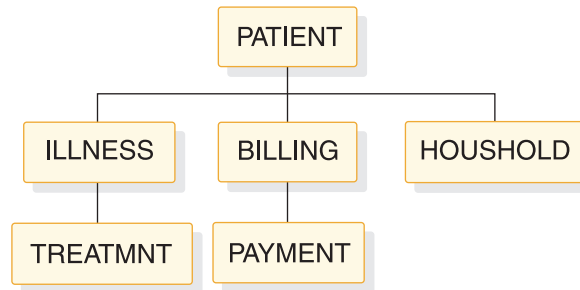 PATIENT
ILLNESS
BILLING
HOUSHOLD
TREATMNT
PAYMENT